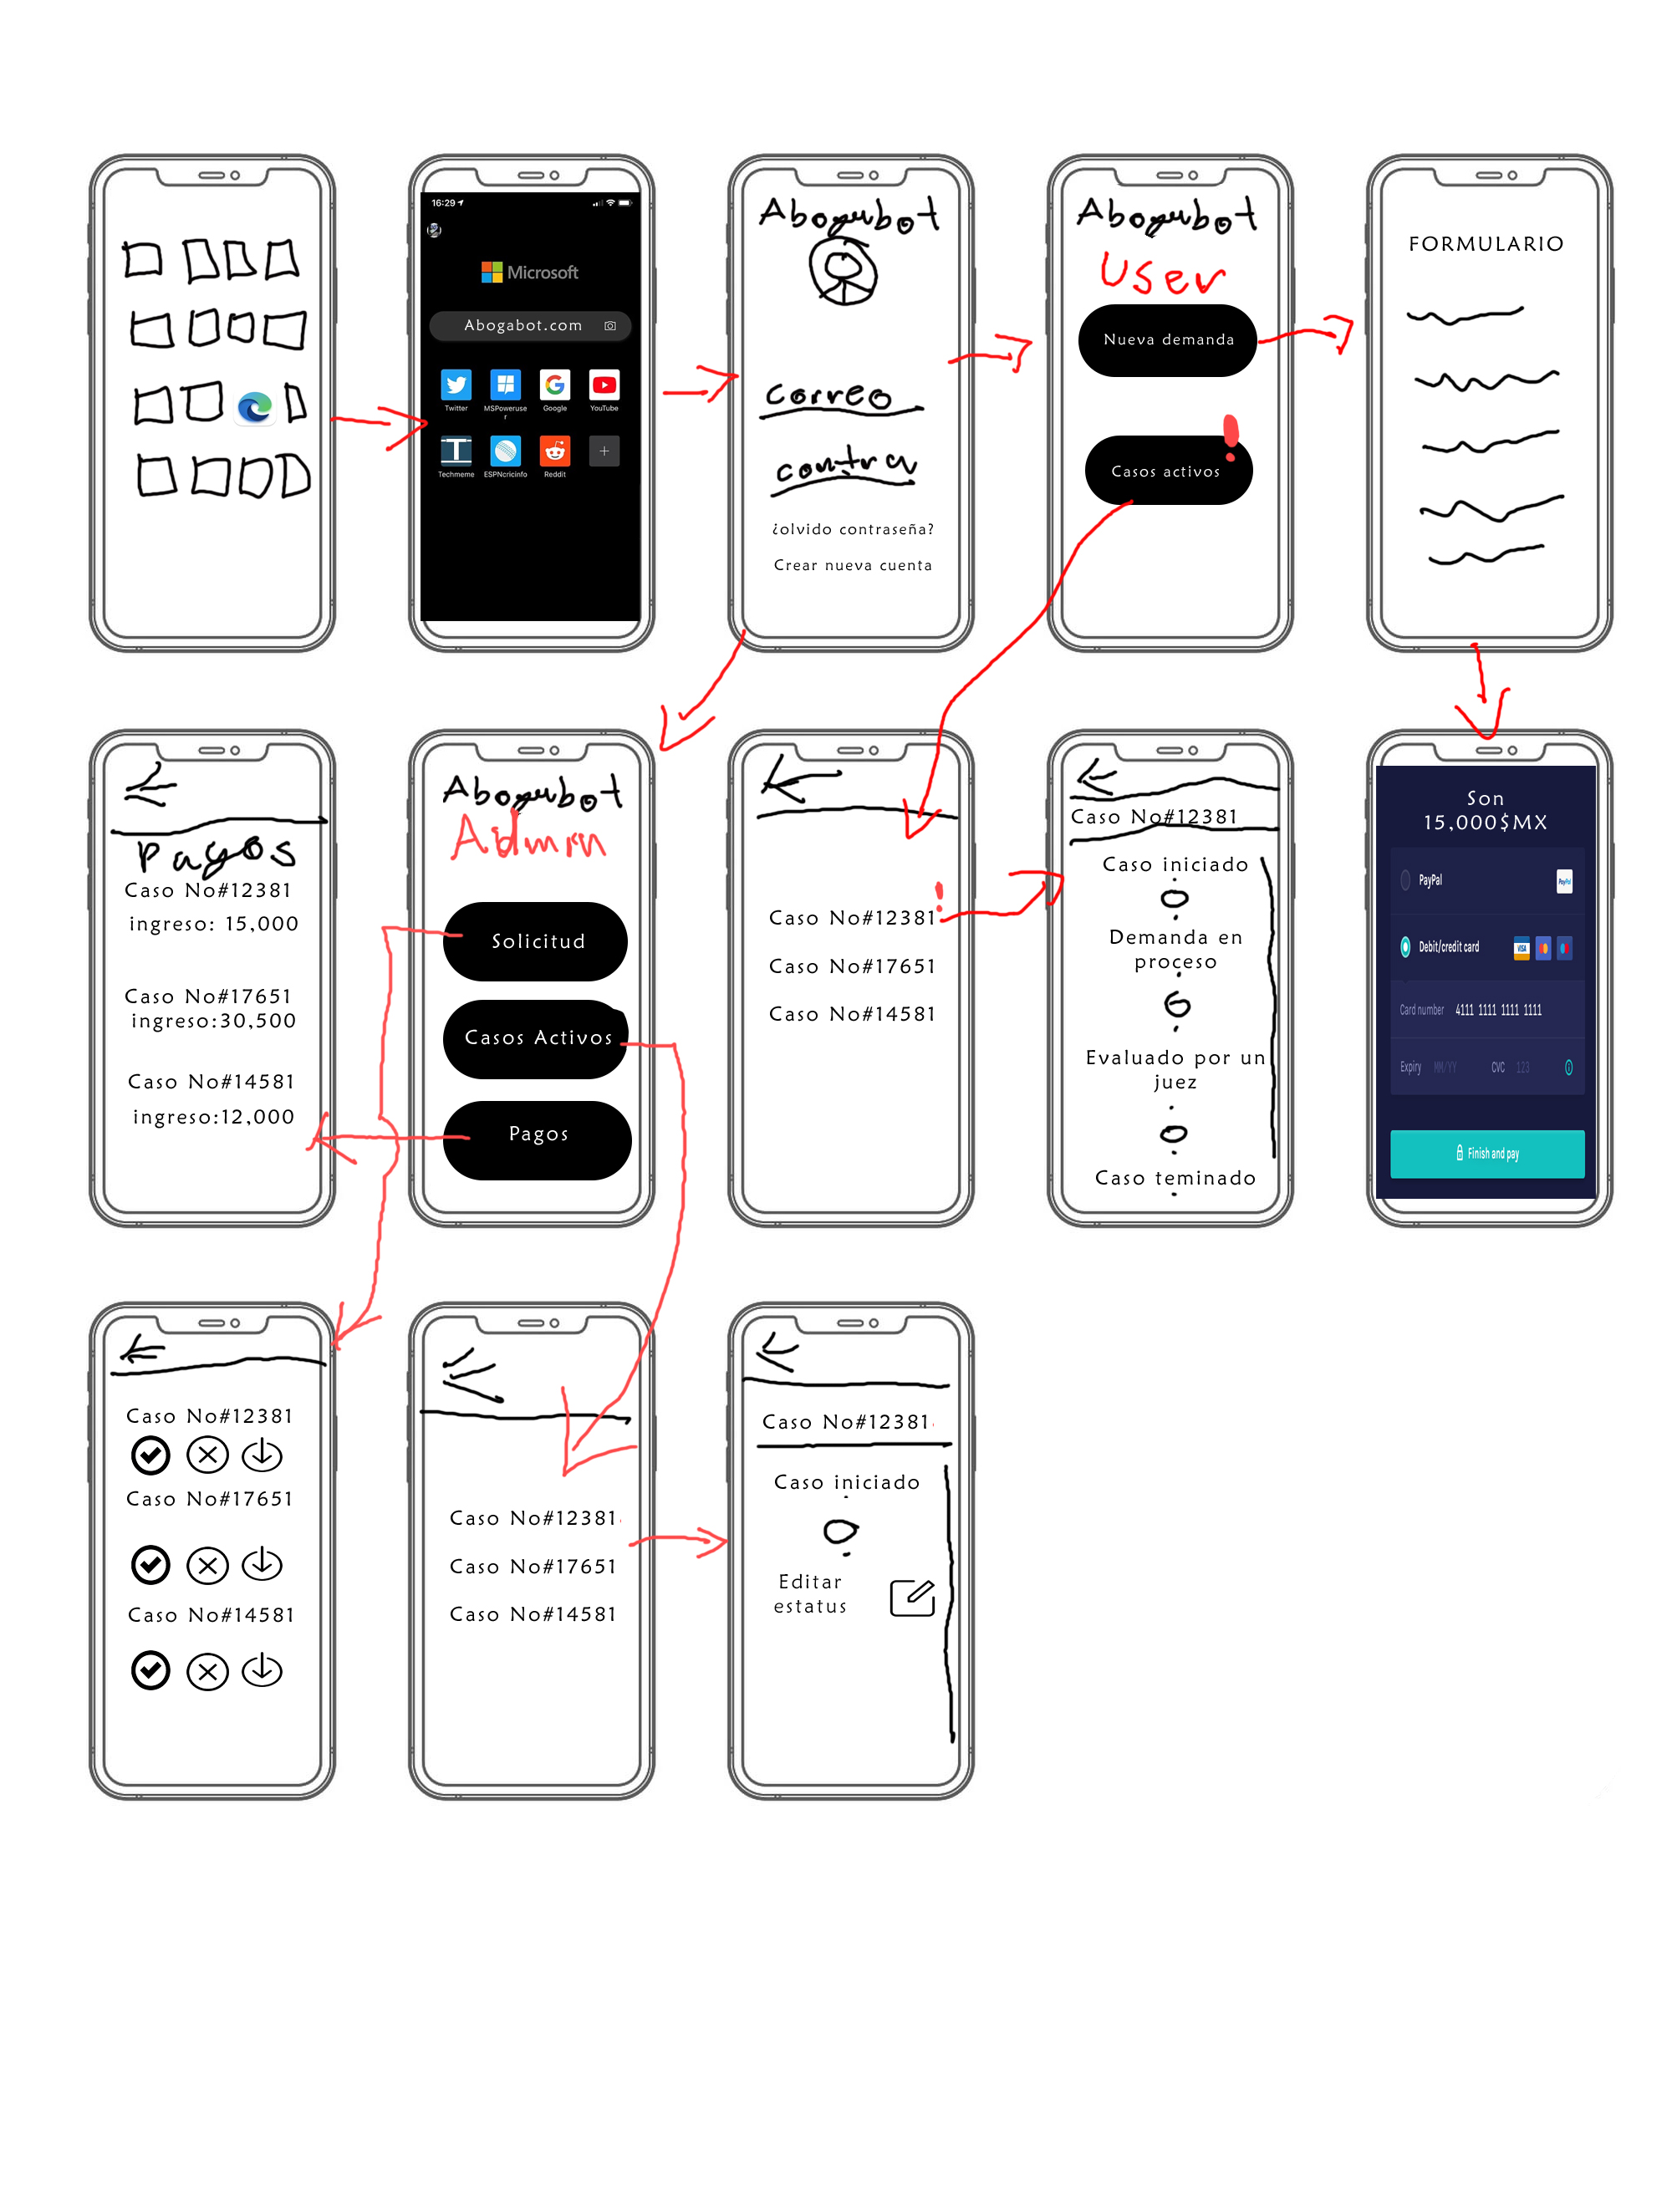 16:29
Microsoft
Abogabot.com
Twitter
MSPoweruse
r
Google
YouTube
Techmeme
ESPNcricinfo
Reddit
Abogabot
correo
contra
¿olvido contraseña?
Crear nueva cuenta
Abogabot
User
Nueva demanda
!
Casos activos
FORMULARIO
Pagos
Caso No#12381
ingreso: 15,000
Caso No#17651
ingreso:30,500
Caso No#14581
ingreso:12,000
Abogabot
Admin
Solicitud
Casos Activos
Pagos
!
Caso No#12381
Caso No#17651
Caso No#14581
Caso No#12381
Caso iniciado
Demanda en
proceso
Evaluado por un
juez
Caso teminado
Son
15,000$MX
PayPal
PayPal
Debit/credit card
VISA
Card number 4111 1111 1111 1111
Expiry MM/YY CVC 123
Finish and pay
Caso No#12381
Caso No#17651
Caso No#14581
Caso No#12381
Caso No#17651
Caso No#14581
Caso No#12381
Caso iniciado
Editar
estatus